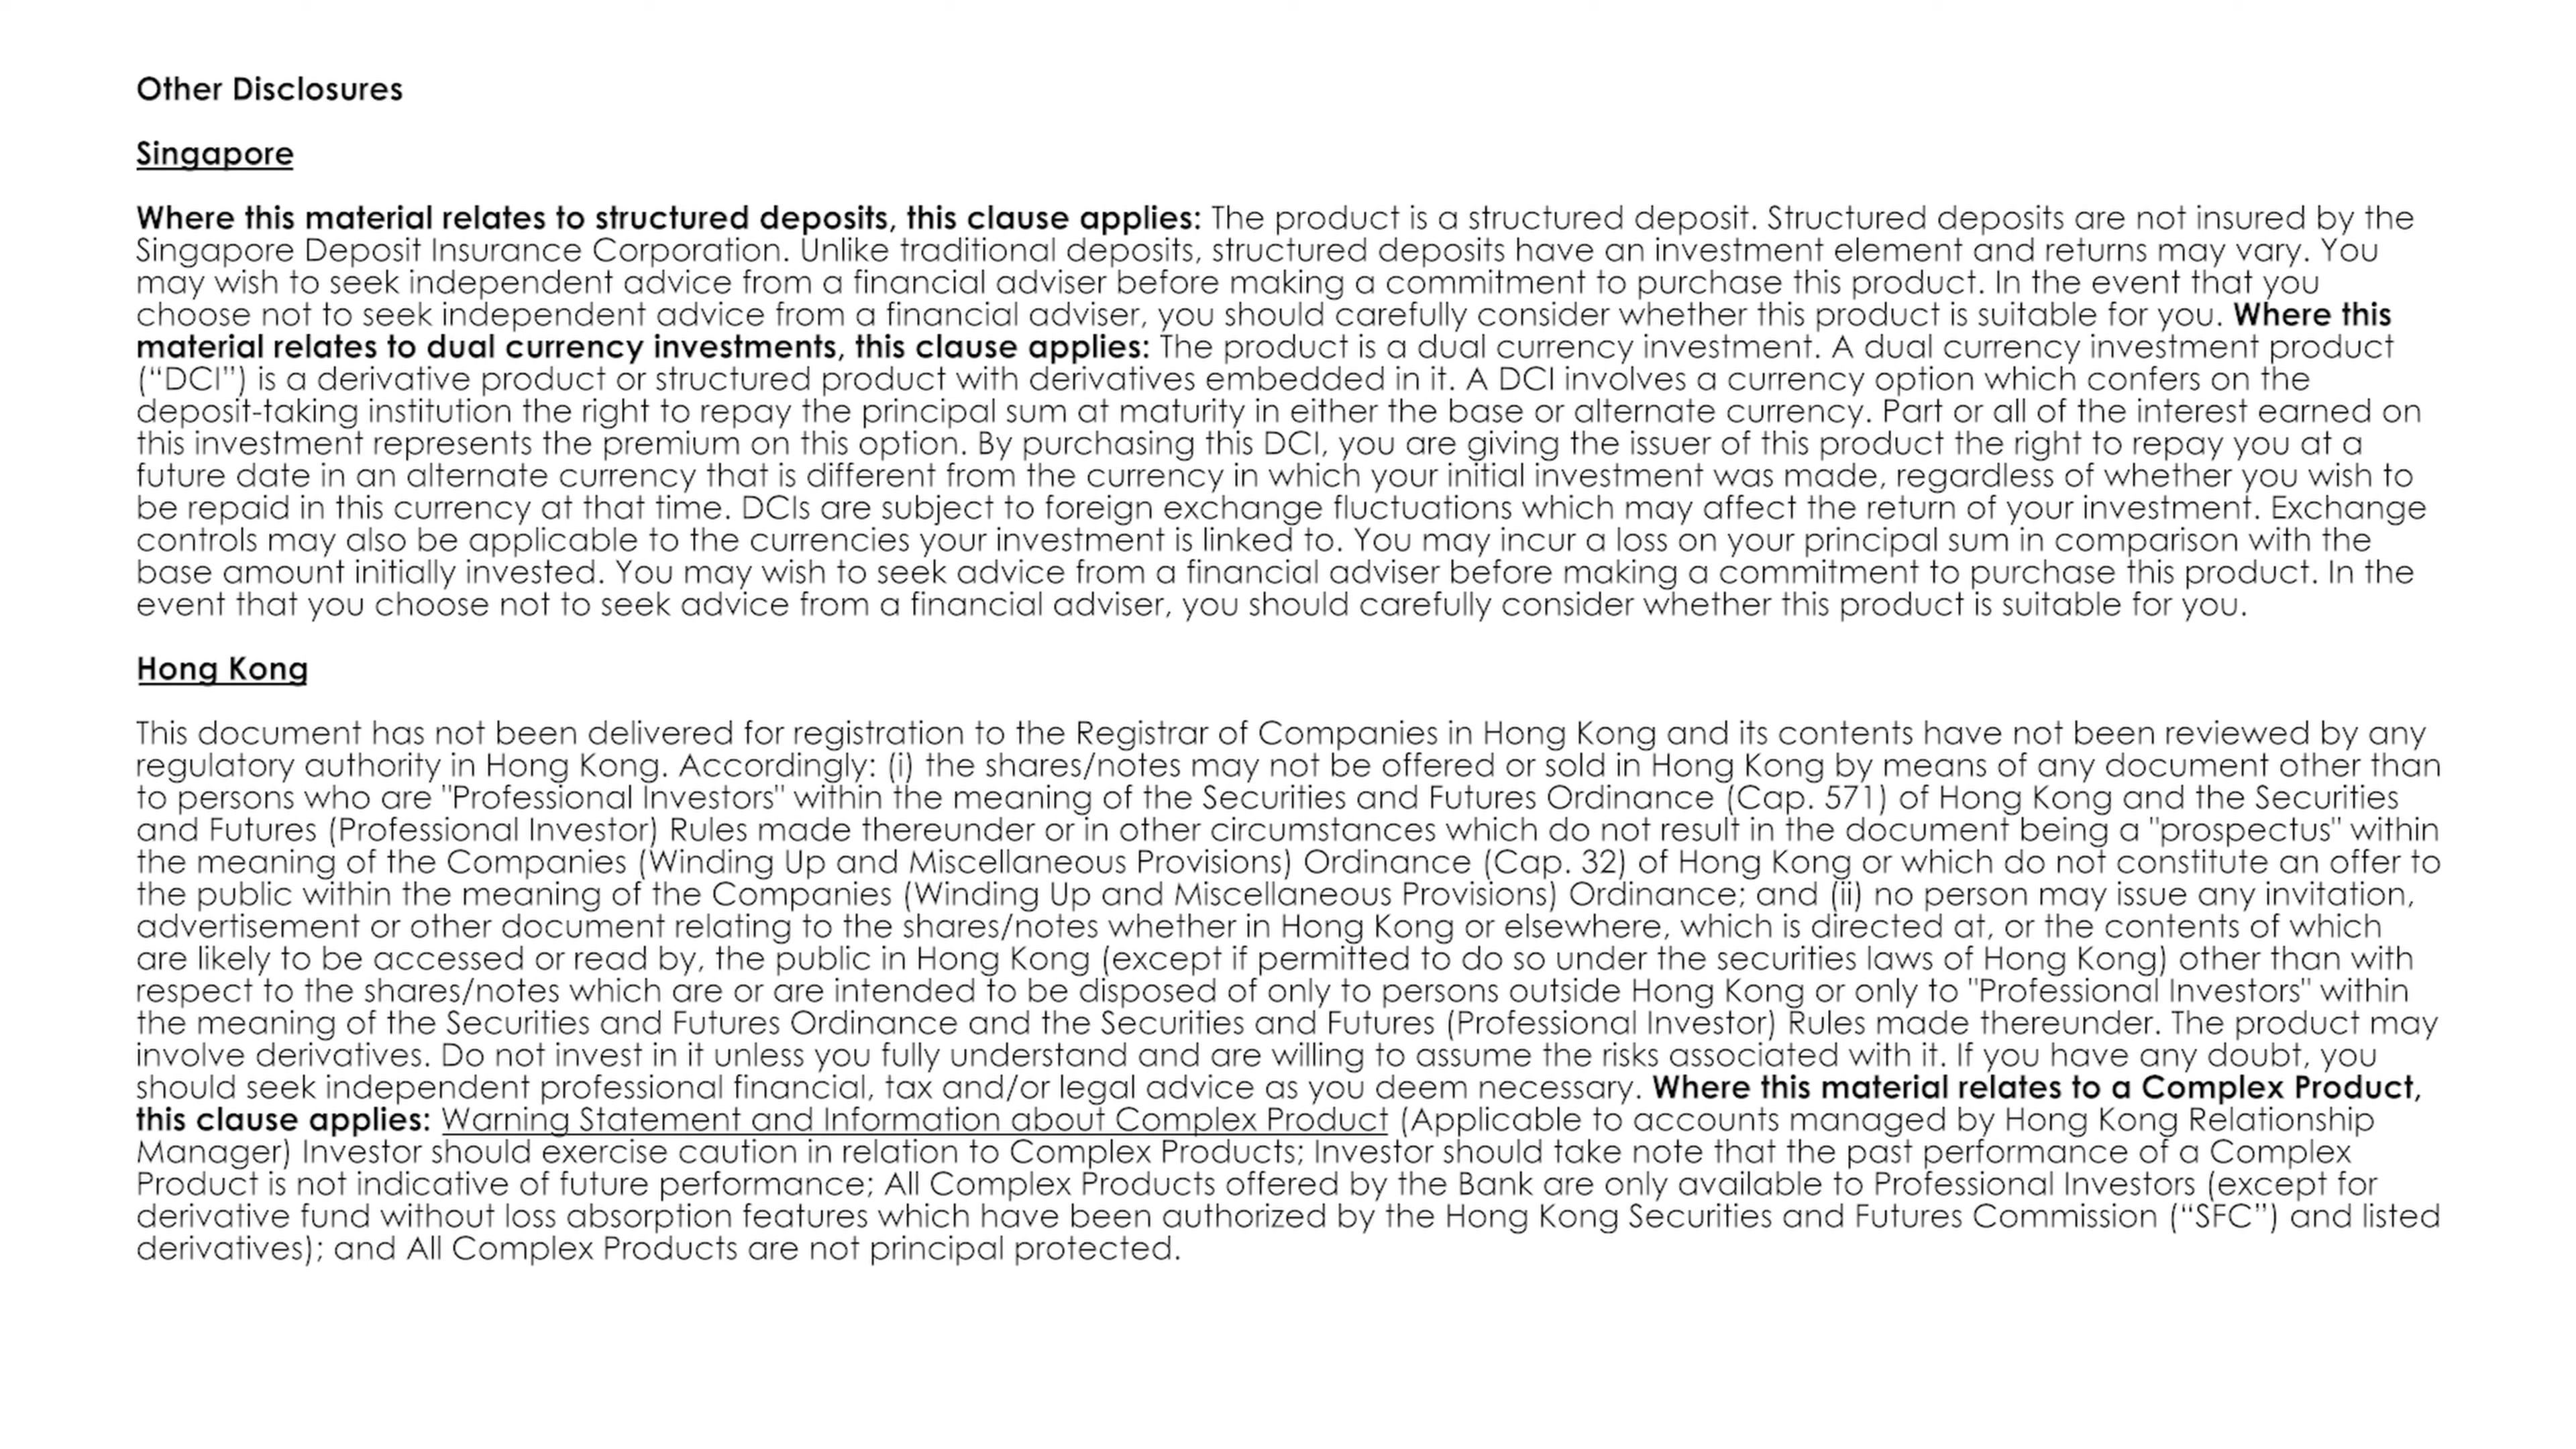 Other Disclosures
Singapore
Where this material relates to structured deposits, this clause applies: The product is a structured deposit. Structured deposits are not insured by the
Singapore Deposit Insurance Corporation. Unlike traditional deposits, structured deposits have an investment element and returns may vary. You
may wish to seek independent advice from a financial adviser before making a commitment to purchase this product. In the event that you
choose not to seek independent advice from a financial adviser, you should carefully consider whether this product is suitable for you. Where this
material relates to dual currency investments, this clause applies: The product is a dual currency investment. A dual currency investment product
(“DCI”) is a derivative product or structured product with derivatives embedded in it. A DCI involves a currency option which confers on the
deposit-taking institution the right to repay the principal sum at maturity in either the base or alternate currency. Part or all of the interest earned on
this investment represents the premium on this option. By purchasing this DCI, you are giving the issuer of this product the right to repay you at a
future date in an alternate currency that is different from the currency in which your initial investment was made, regardless of whether you wish to
be repaid in this currency at that time. DCIs are subject to foreign exchange fluctuations which may affect the return of your investment. Exchange
controls may also be applicable to the currencies your investment is linked to. You may incur a loss on your principal sum in comparison with the
base amount initially invested. You may wish to seek advice from a financial adviser before making a commitment to purchase this product. In the
event that you choose not to seek advice from a financial adviser, you should carefully consider whether this product is suitable for you.
Hong Kong
This document has not been delivered for registration to the Registrar of Companies in Hong Kong and its contents have not been reviewed by any
regulatory authority in Hong Kong. Accordingly: (i) the shares/notes may not be offered or sold in Hong Kong by means of any document other than
to persons who are "Professional Investors" within the meaning of the Securities and Futures Ordinance (Cap. 571) of Hong Kong and the Securities
and Futures (Professional Investor) Rules made thereunder or in other circumstances which do not result in the document being a "prospectus" within
the meaning of the Companies (Winding Up and Miscellaneous Provisions) Ordinance (Cap. 32) of Hong Kong or which do not constitute an offer to
the public within the meaning of the Companies (Winding Up and Miscellaneous Provisions) Ordinance; and (ii) no person may issue any invitation,
advertisement or other document relating to the shares/notes whether in Hong Kong or elsewhere, which is directed at, or the contents of which
are likely to be accessed or read by, the public in Hong Kong (except if permitted to do so under the securities laws of Hong Kong) other than with
respect to the shares/notes which are or are intended to be disposed of only to persons outside Hong Kong or only to "Professional Investors" within
the meaning of the Securities and Futures Ordinance and the Securities and Futures (Professional Investor) Rules made thereunder. The product may
involve derivatives. Do not invest in it unless you fully understand and are willing to assume the risks associated with it. If you have any doubt, you
should seek independent professional financial, tax and/or legal advice as you deem necessary. Where this material relates to a Complex Product,
this clause applies: Warning Statement and Information about Complex Product (Applicable to accounts managed by Hong Kong Relationship
Manager) Investor should exercise caution in relation to Complex Products; Investor should take note that the past performance of a Complex
Product is not indicative of future performance; All Complex Products offered by the Bank are only available to Professional Investors (except for
derivative fund without loss absorption features which have been authorized by the Hong Kong Securities and Futures Commission (“SFC”) and listed
derivatives); and All Complex Products are not principal protected.